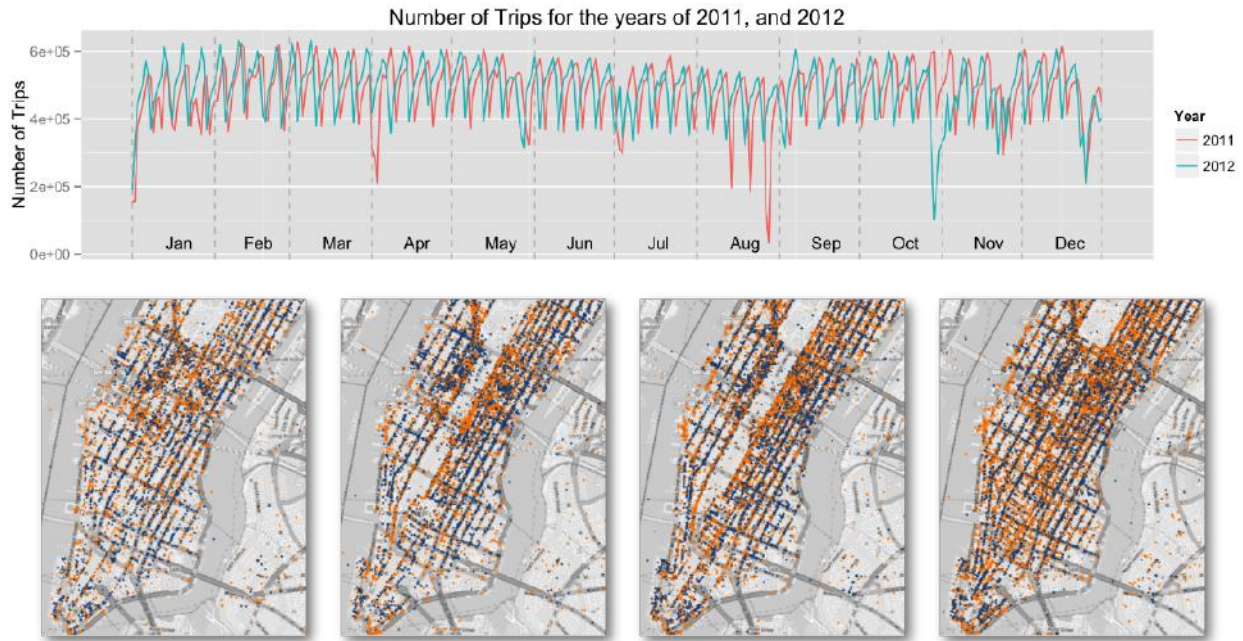 Number of Trips for the years of 2011, and 2012
Number of Trips
6e+05
4e+05
2e+05
0e+00
Jan
Feb
Mar
Apr
May
Jun
Jul
Aug
Sep
Oct
Nov
Dec
Year
2011
2012